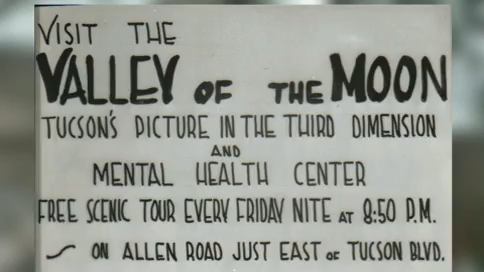 VISIT THE
VALLEY OF THE MOON
TUCSON'S PICTURE IN THE THIRD DIMENSION
AND
MENTAL HEALTH CENTER
FREE SCENIC TOUR EVERY FRIDAY NITE AT 8:50 P.M.
~ ON ALLEN ROAD JUST EAST OF TUCSON BLVD.